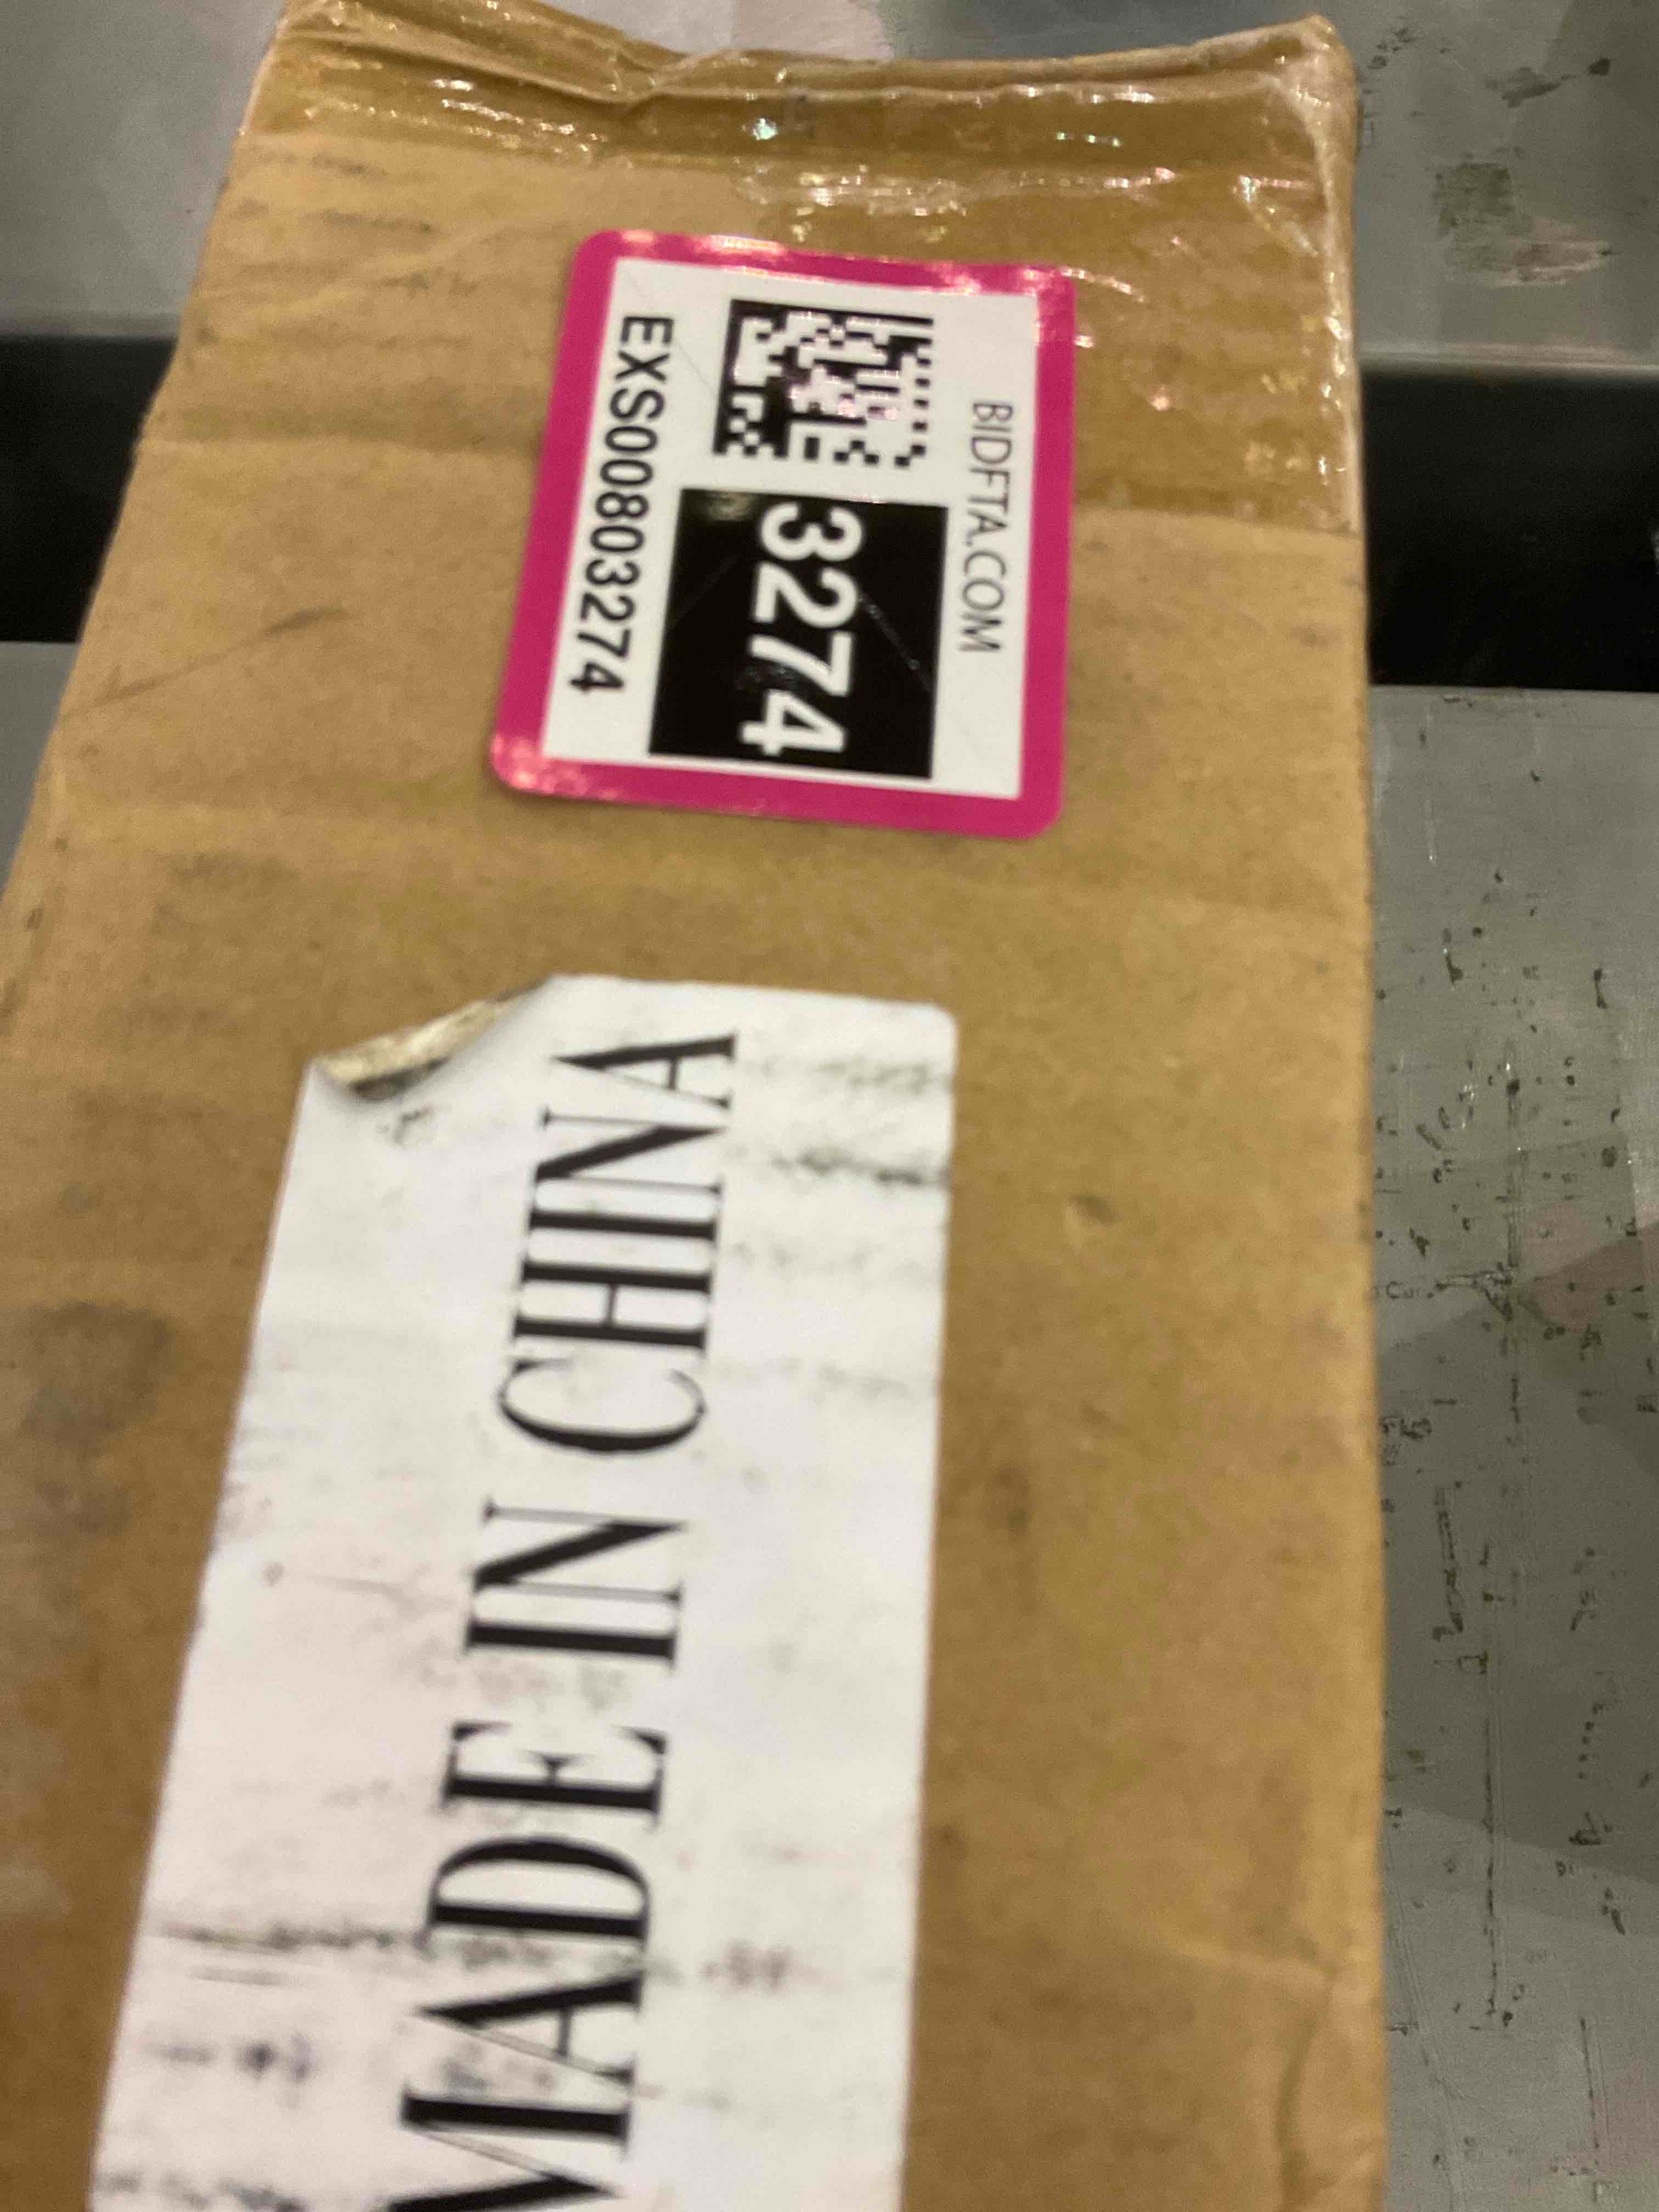 BIDFTA.COM
3274
EXS00803274
MADE IN CHINA